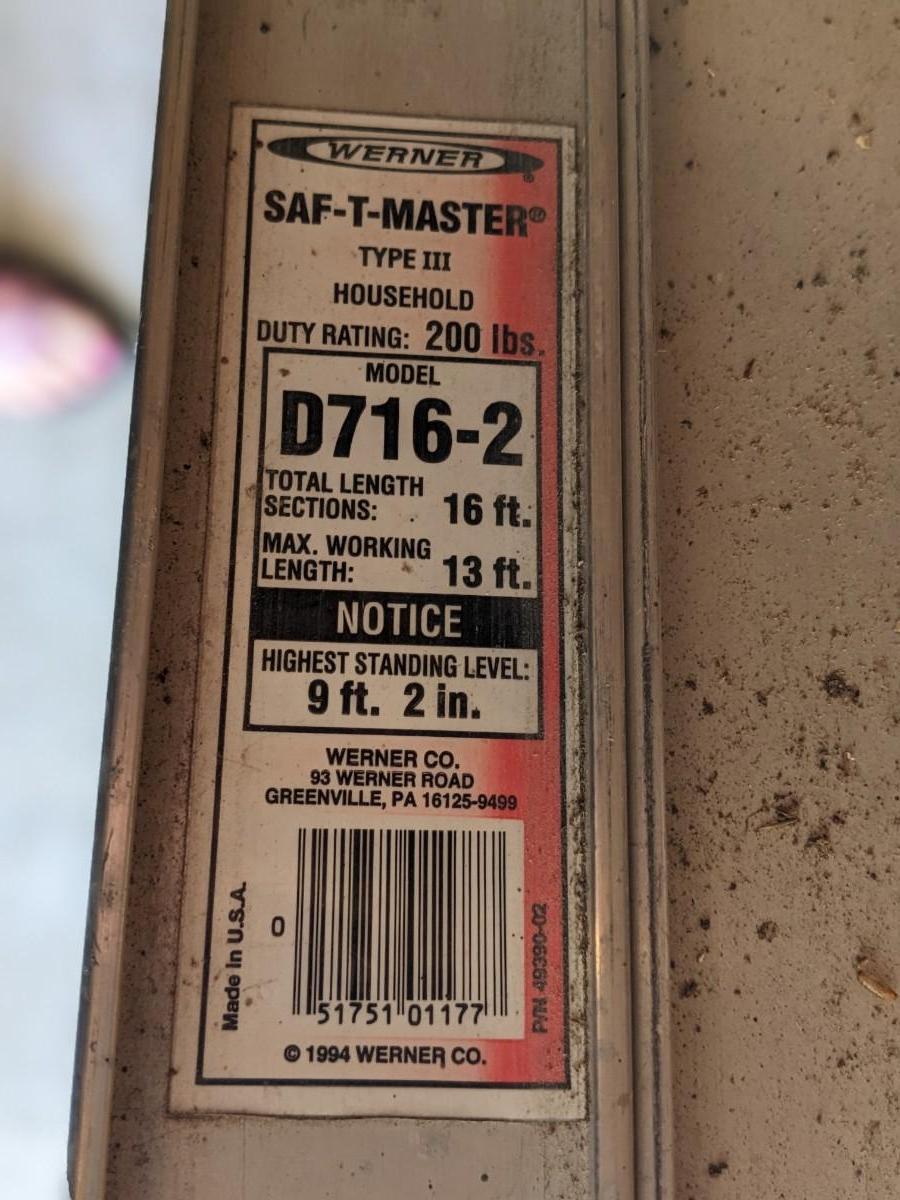 WERNER®
SAF-T-MASTER®
TYPE III
HOUSEHOLD
DUTY RATING: 200 lbs.
MODEL
D716-2
TOTAL LENGTH
SECTIONS: 16 ft.
MAX. WORKING
LENGTH: 13 ft.
NOTICE
HIGHEST STANDING LEVEL:
9 ft. 2 in.
WERNER CO.
93 WERNER ROAD
GREENVILLE, PA 16125-9499
Made in U.S.A.
0 51751 01177
P/N 49390-02
© 1994 WERNER CO.